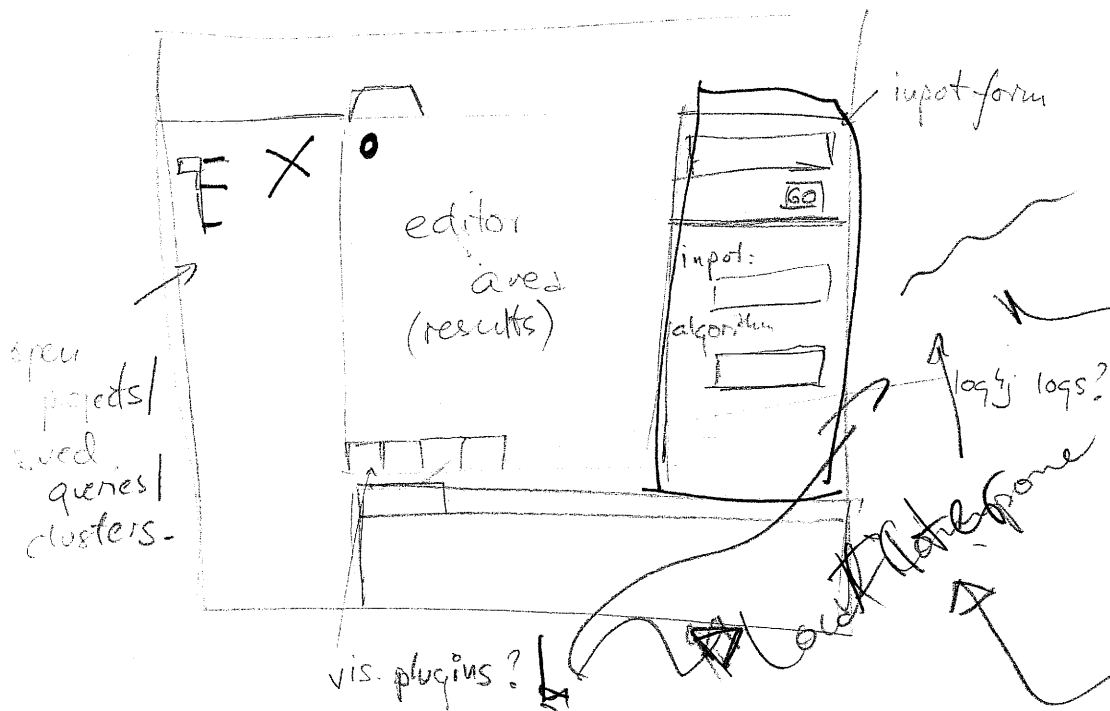 input form
GO
editor
area
(results)
input:
algorithm
open
projects/
saved
queries/
clusters.
log4j logs?
vis. plugins?